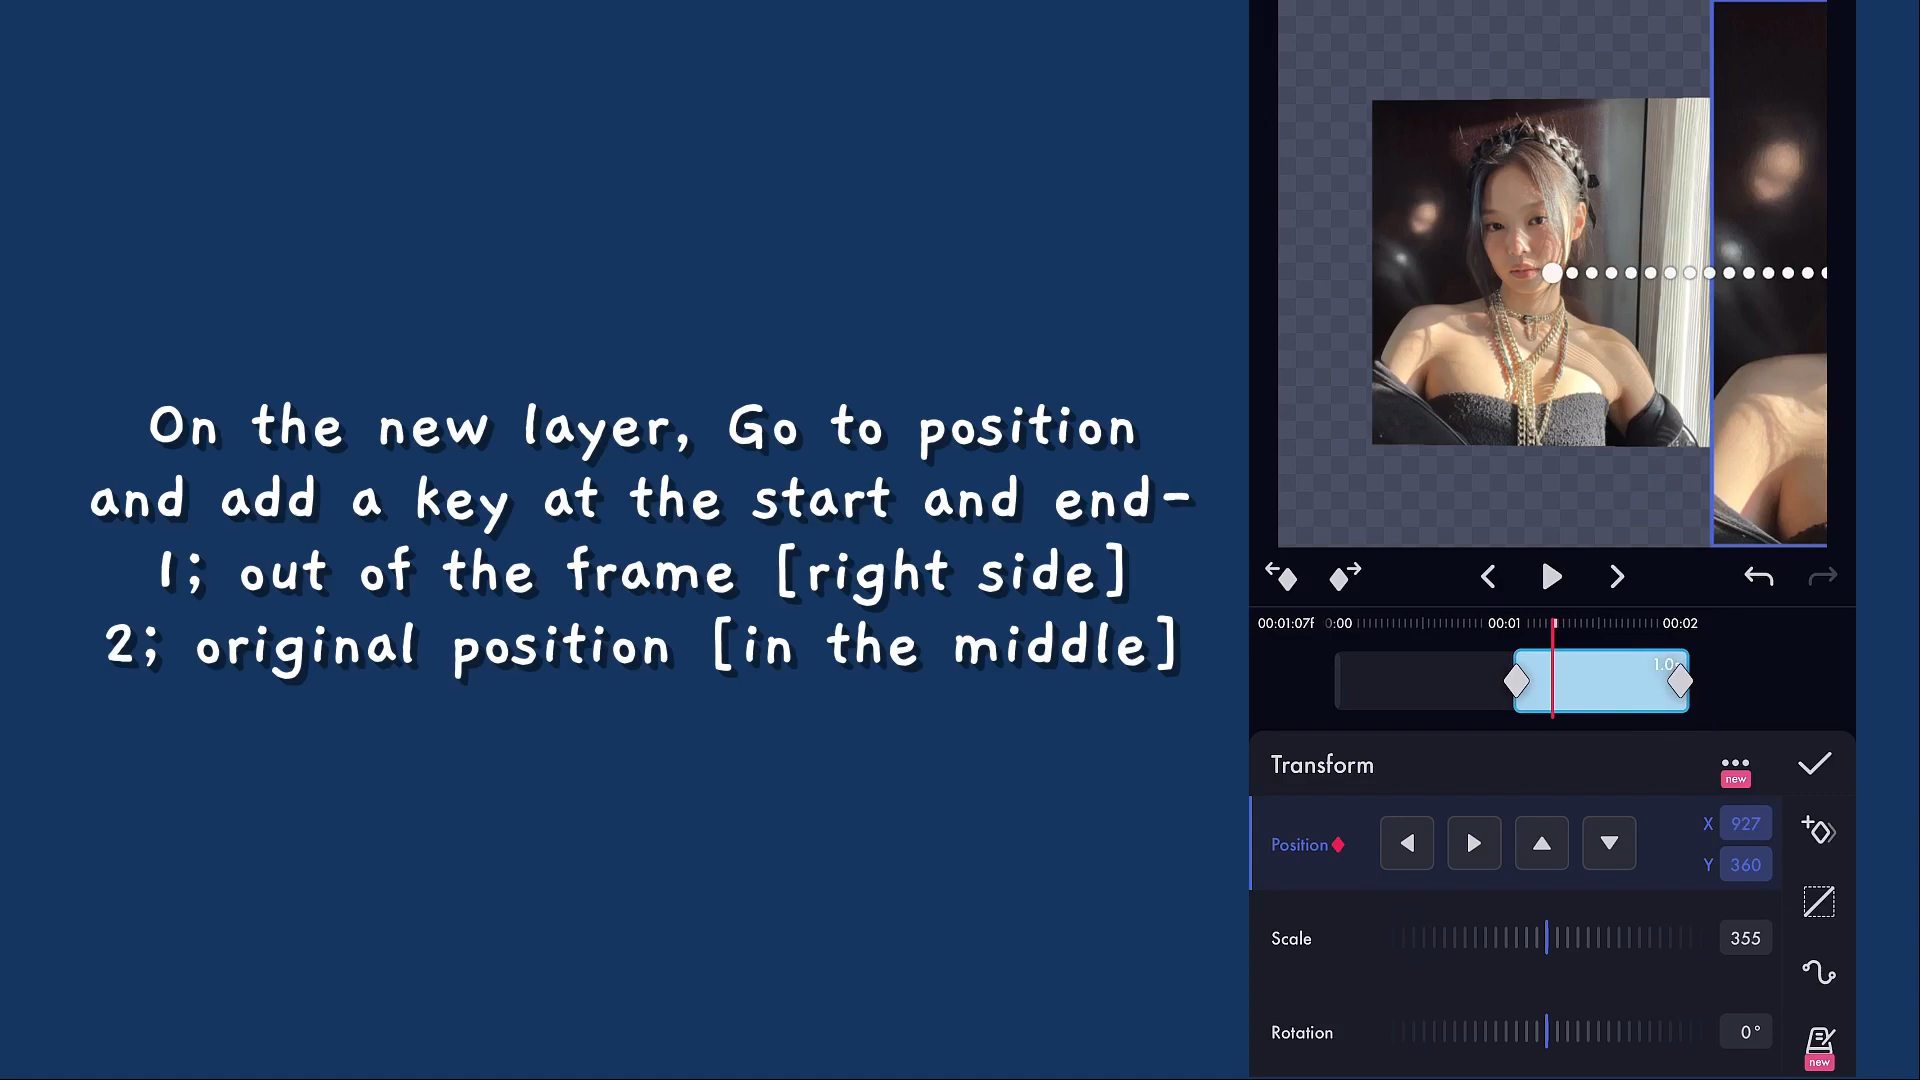 On the new layer, Go to position
and add a key at the start and end-
1; out of the frame [right side]
2; original position [in the middle]
00:01:07f 0:00 00:01 00:02
1.0
Transform
new
Position X 927
Y 360
Scale 355
Rotation 0°
new